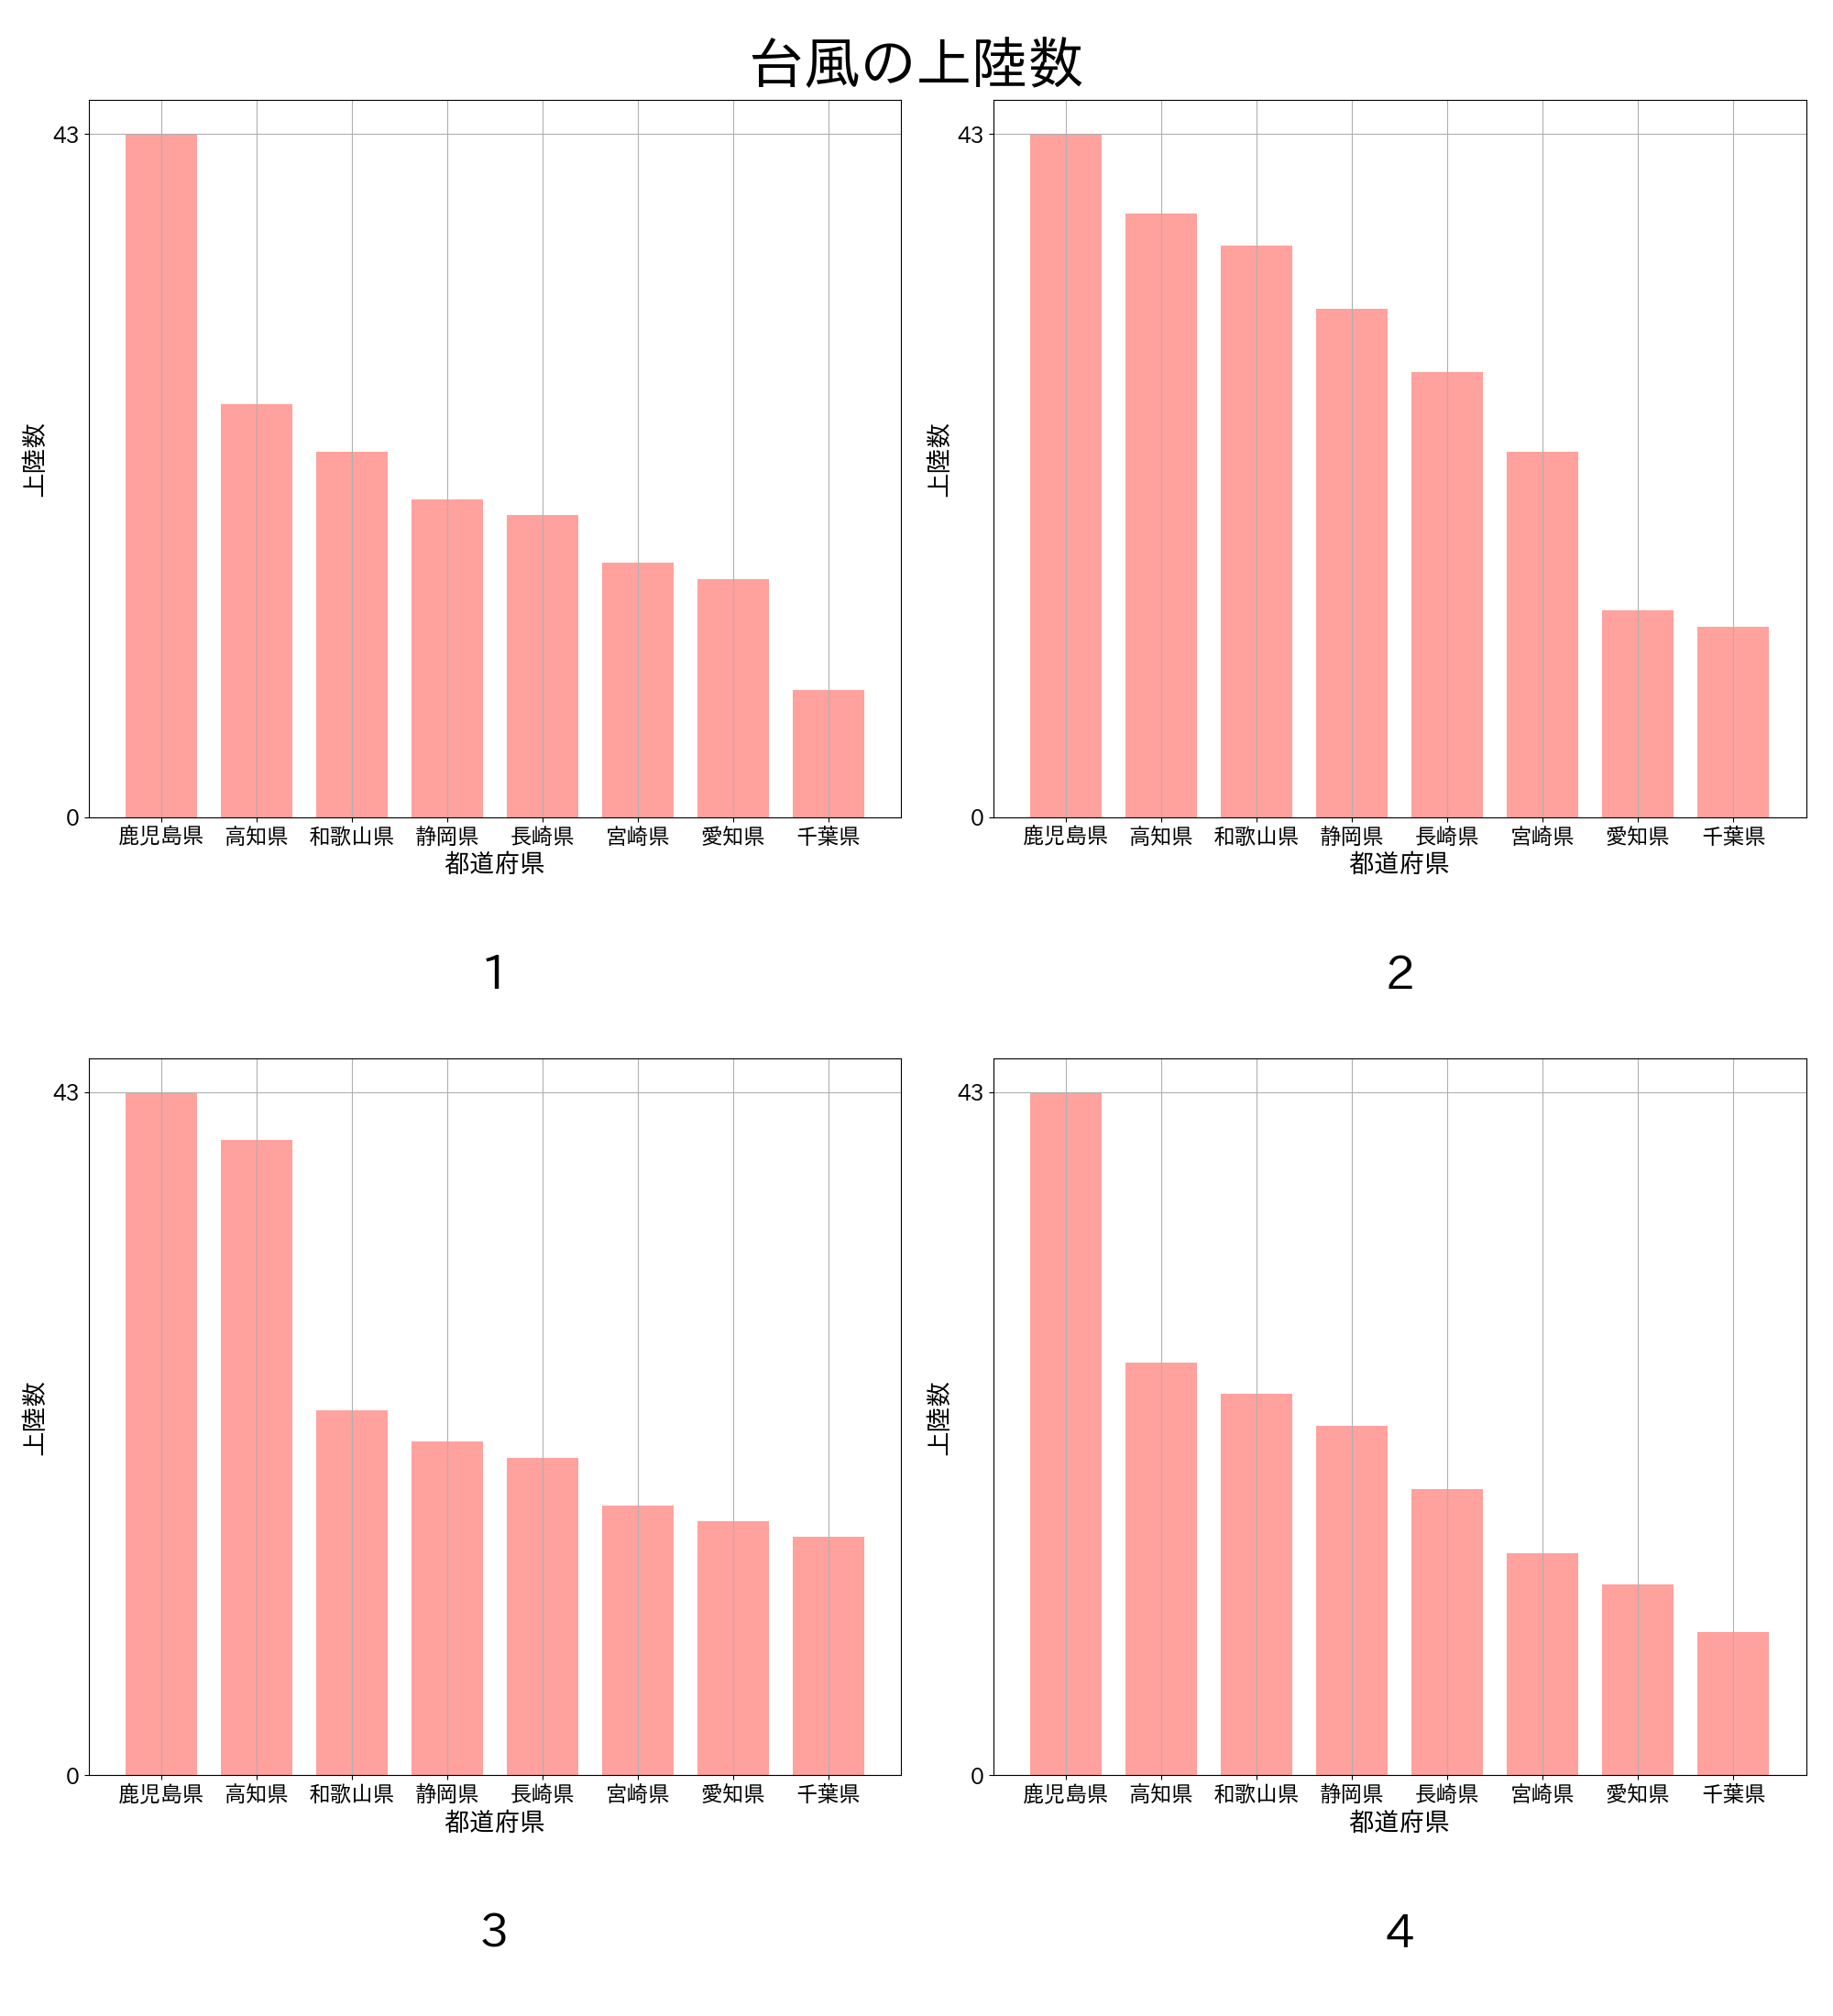 台風の上陸数
43
0
上陸数
鹿児島県 高知県 和歌山県 静岡県 長崎県 宮崎県 愛知県 千葉県
都道府県
1
43
0
上陸数
鹿児島県 高知県 和歌山県 静岡県 長崎県 宮崎県 愛知県 千葉県
都道府県
2
43
0
上陸数
鹿児島県 高知県 和歌山県 静岡県 長崎県 宮崎県 愛知県 千葉県
都道府県
3
43
0
上陸数
鹿児島県 高知県 和歌山県 静岡県 長崎県 宮崎県 愛知県 千葉県
都道府県
4